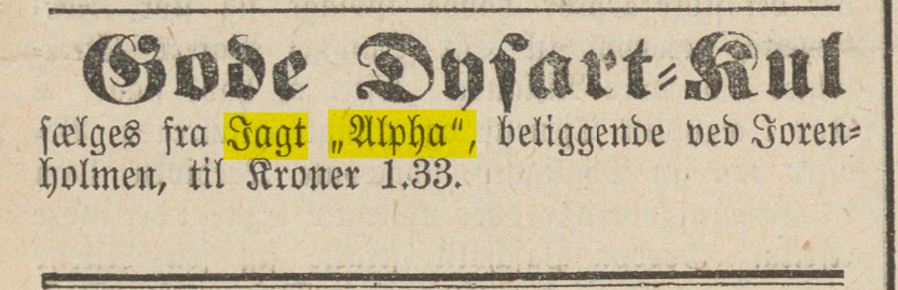 Gode Dysart-Kul
sælges fra Jagt „Alpha“, beliggende ved Joren-
holmen, til Kroner 1.33.